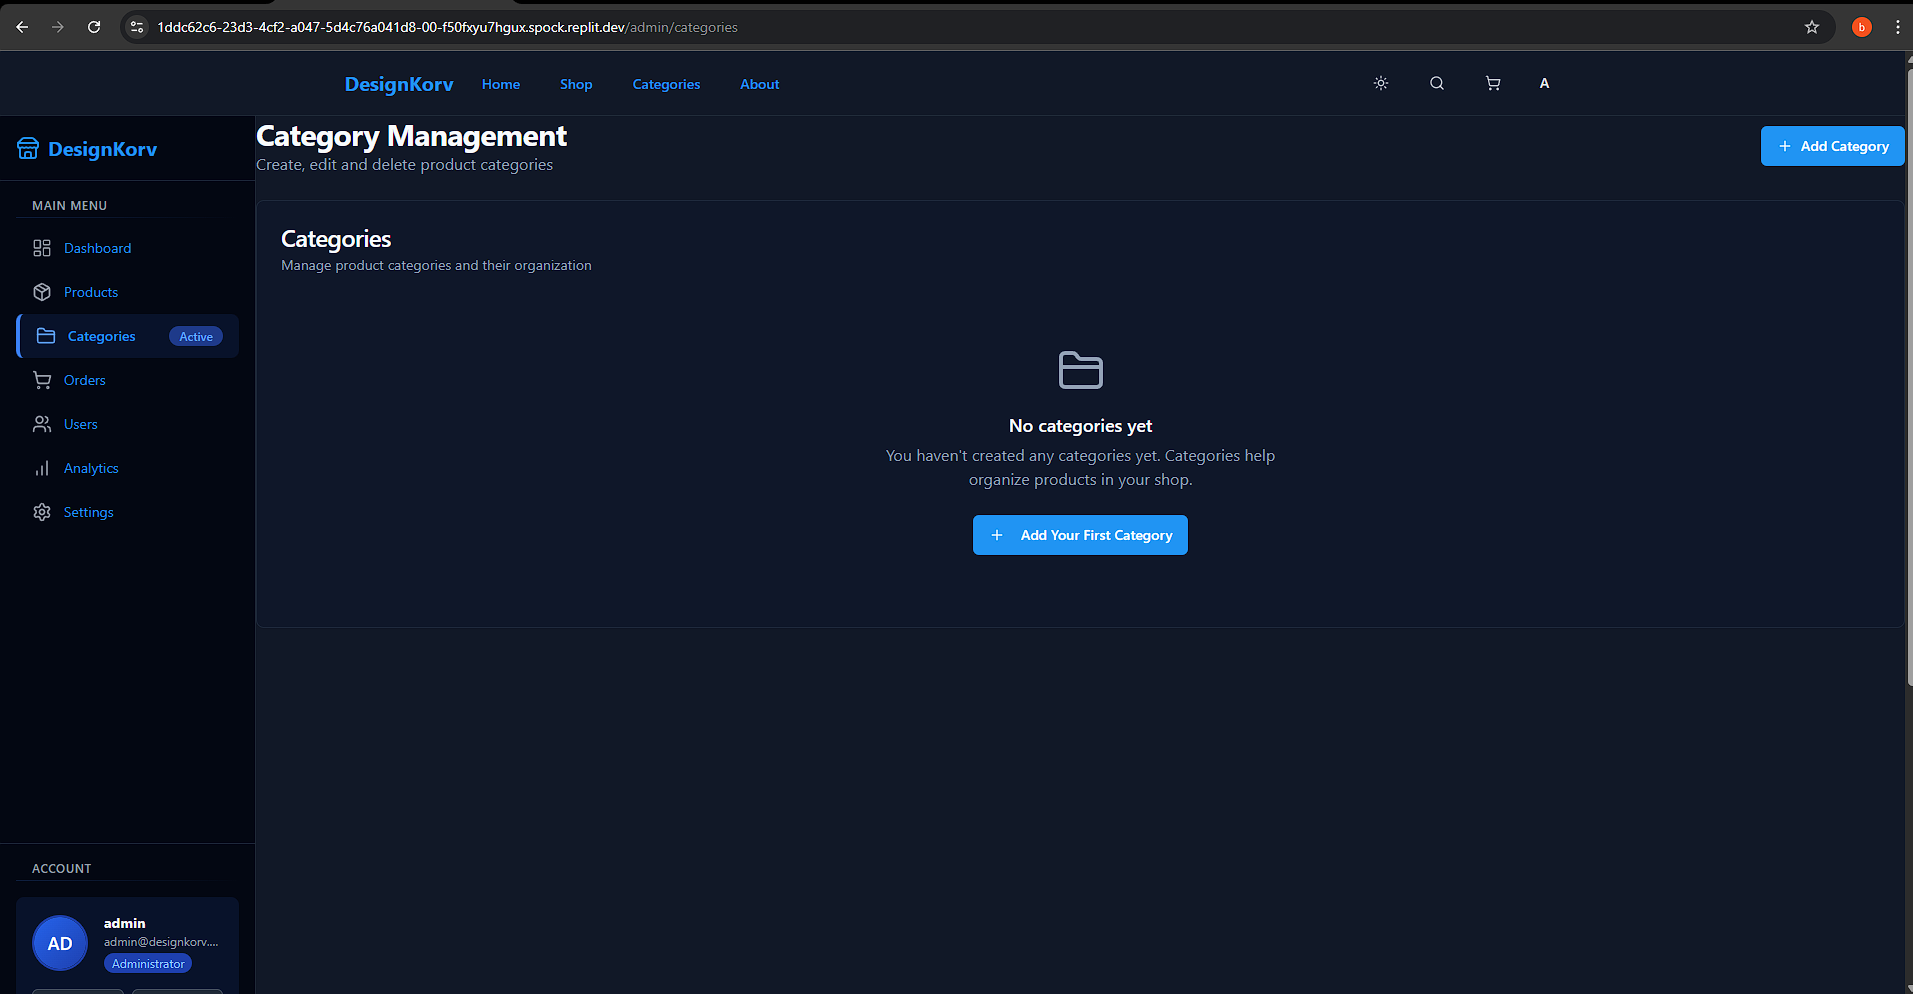 1ddc62c6-23d3-4cf2-a047-5d4c76a041d8-00-f50fxyu7hgux.spock.replit.dev/admin/categories
b
DesignKorv Home Shop Categories About A
DesignKorv
MAIN MENU
Dashboard
Products
Categories Active
Orders
Users
Analytics
Settings
ACCOUNT
AD
admin
admin@designkorv....
Administrator
Category Management
Create, edit and delete product categories
+ Add Category
Categories
Manage product categories and their organization
No categories yet
You haven't created any categories yet. Categories help
organize products in your shop.
+ Add Your First Category